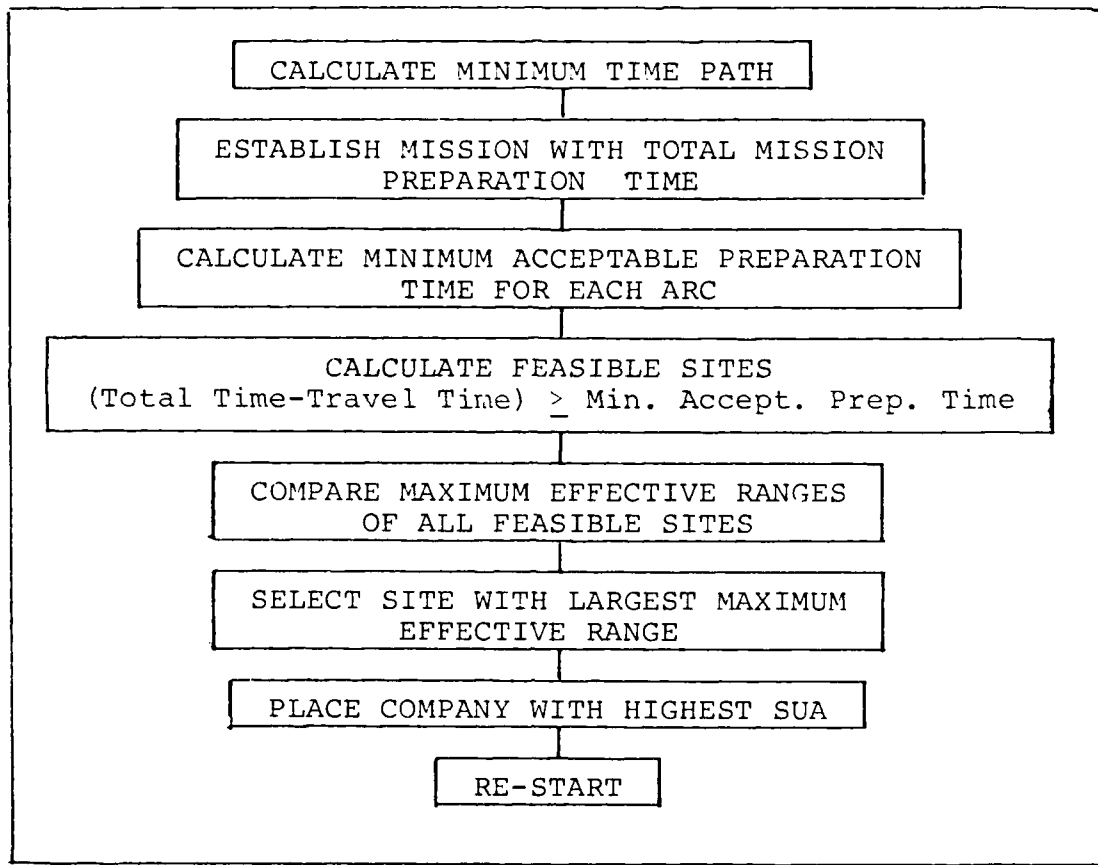 CALCULATE MINIMUM TIME PATH
ESTABLISH MISSION WITH TOTAL MISSION
PREPARATION TIME
CALCULATE MINIMUM ACCEPTABLE PREPARATION
TIME FOR EACH ARC
CALCULATE FEASIBLE SITES
(Total Time-Travel Time) ≥ Min. Accept. Prep. Time
COMPARE MAXIMUM EFFECTIVE RANGES
OF ALL FEASIBLE SITES
SELECT SITE WITH LARGEST MAXIMUM
EFFECTIVE RANGE
PLACE COMPANY WITH HIGHEST SUA
RE-START